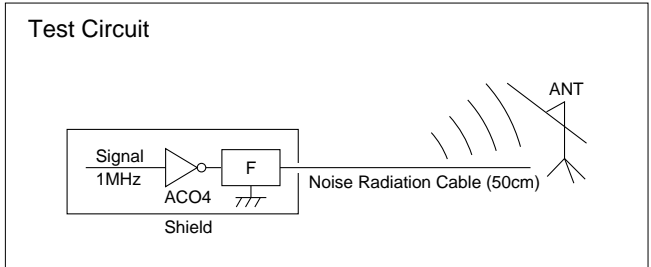 Test Circuit
ANT
Signal
1MHz
F
ACO4
Noise Radiation Cable (50cm)
Shield